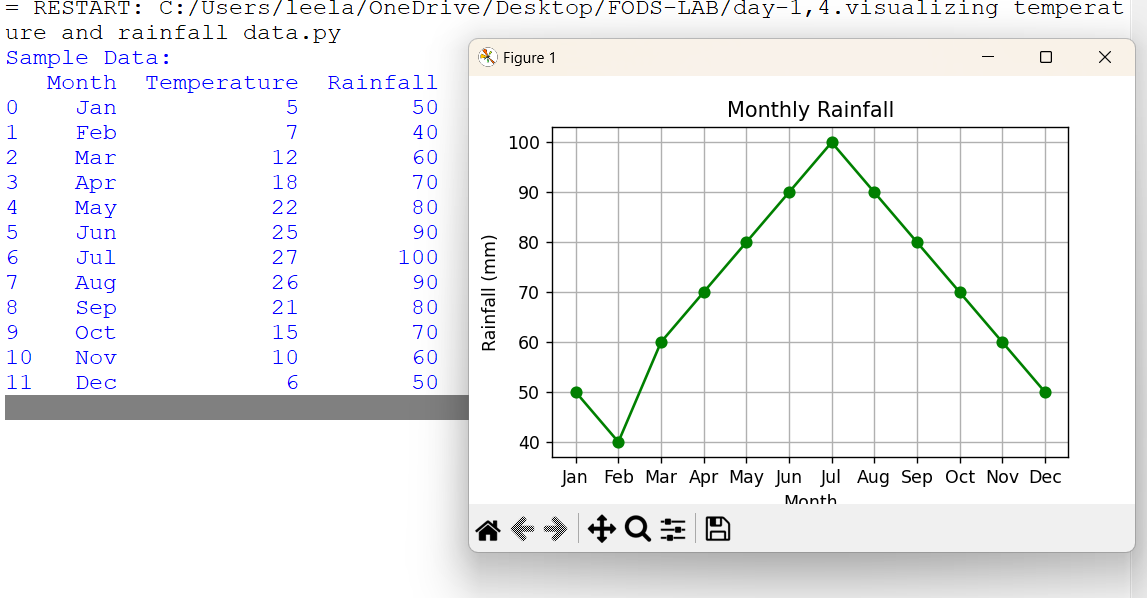 = RESTART: C:/Users/leela/OneDrive/Desktop/FODS-LAB/day-1,4.visualizing temperat
ure and rainfall data.py
Sample Data:
Month Temperature Rainfall
0 Jan 5 50
1 Feb 7 40
2 Mar 12 60
3 Apr 18 70
4 May 22 80
5 Jun 25 90
6 Jul 27 100
7 Aug 26 90
8 Sep 21 80
9 Oct 15 70
10 Nov 10 60
11 Dec 6 50
Figure 1
Monthly Rainfall
Rainfall (mm)
100
90
80
70
60
50
40
Jan Feb Mar Apr May Jun Jul Aug Sep Oct Nov Dec
Month